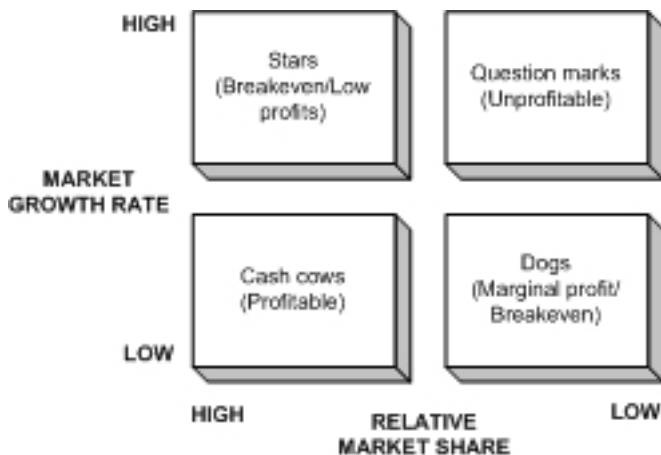 HIGH
Stars
(Breakeven/Low
profits)
Question marks
(Unprofitable)
MARKET
GROWTH RATE
Cash cows
(Profitable)
Dogs
(Marginal profit/
Breakeven)
LOW
HIGH
RELATIVE
MARKET SHARE
LOW